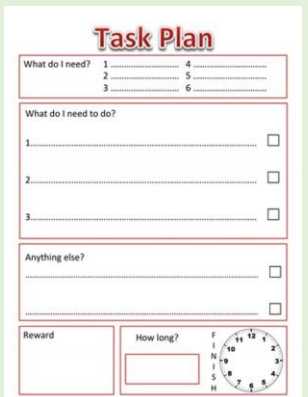 Task Plan
What do I need? 1 .......................... 4 ............................
2 .......................... 5 ............................
3 .......................... 6 ............................
What do I need to do?
1...........................................................................................
2...........................................................................................
3...........................................................................................
Anything else?
..............................................................................................
..............................................................................................
Reward
How long?
FINISH
12 1 2 3 4 5 6 7 8 9 10 11